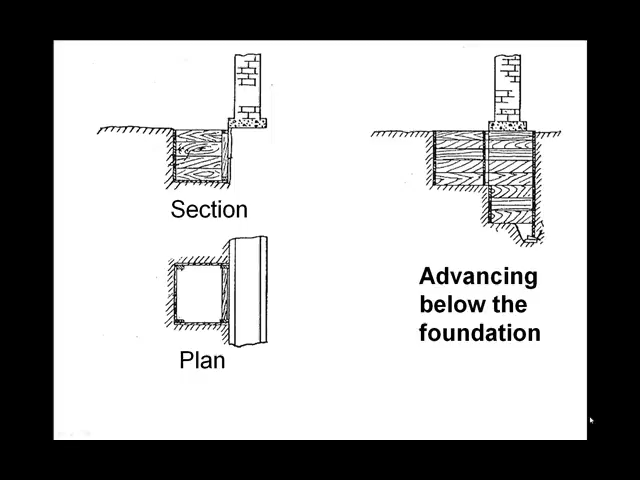 Section
Plan
Advancing
below the
foundation